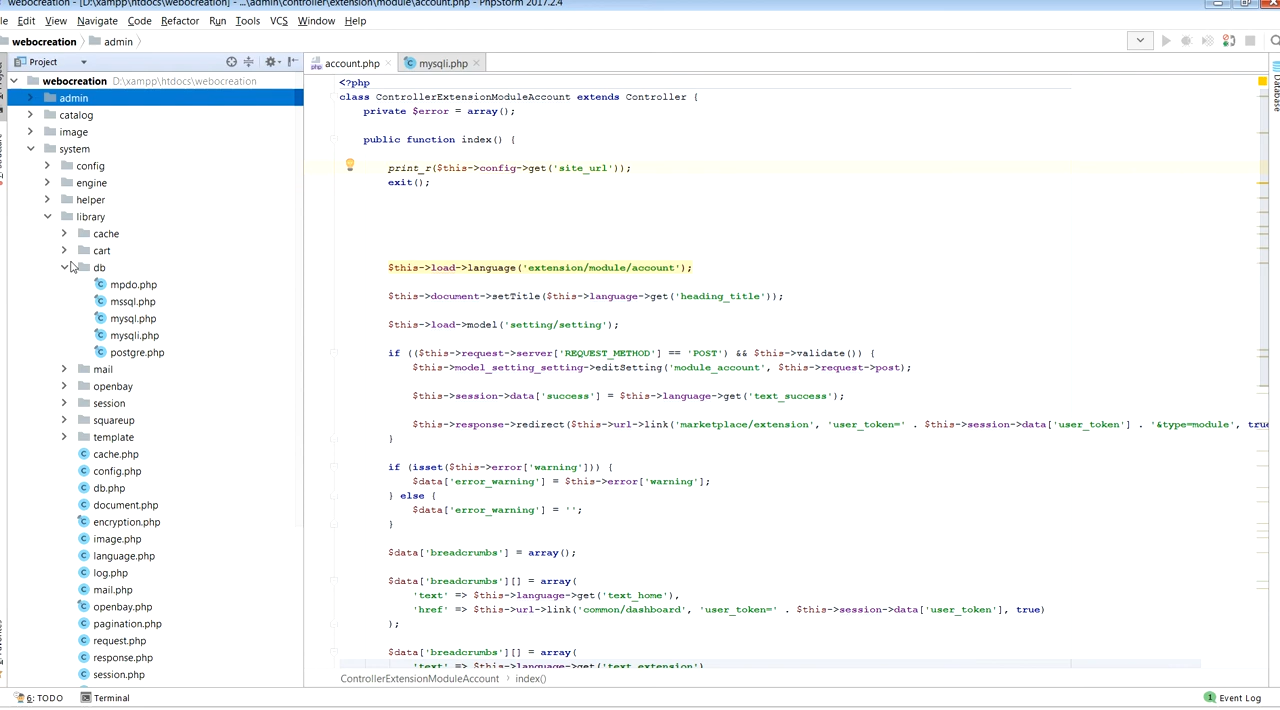 webocreation - [D:\xampp\htdocs\webocreation] - ...\admin\controller\extension\module\account.php - PhpStorm 2017.2.4
Edit View Navigate Code Refactor Run Tools VCS Window Help
webocreation admin
Project
account.php mysqli.php
webocreation D:\xampp\htdocs\webocreation
admin
catalog
image
system
config
engine
helper
library
cache
cart
db
mpdo.php
mssql.php
mysql.php
mysqli.php
postgre.php
mail
openbay
session
squareup
template
cache.php
config.php
db.php
document.php
encryption.php
image.php
language.php
log.php
mail.php
openbay.php
pagination.php
request.php
response.php
session.php
<?php
class ControllerExtensionModuleAccount extends Controller {
private $error = array();
public function index() {
print_r($this->config->get('site_url'));
exit();
$this->load->language('extension/module/account');
$this->document->setTitle($this->language->get('heading_title'));
$this->load->model('setting/setting');
if (($this->request->server['REQUEST_METHOD'] == 'POST') && $this->validate()) {
$this->model_setting_setting->editSetting('module_account', $this->request->post);
$this->session->data['success'] = $this->language->get('text_success');
$this->response->redirect($this->url->link('marketplace/extension', 'user_token=' . $this->session->data['user_token'] . '&type=module', true
}
if (isset($this->error['warning'])) {
$data['error_warning'] = $this->error['warning'];
} else {
$data['error_warning'] = '';
}
$data['breadcrumbs'] = array();
$data['breadcrumbs'][] = array(
'text' => $this->language->get('text_home'),
'href' => $this->url->link('common/dashboard', 'user_token=' . $this->session->data['user_token'], true)
);
$data['breadcrumbs'][] = array(
'text' => $this->language->get('text_extension')
ControllerExtensionModuleAccount › index()
Database
6: TODO Terminal
1 Event Log